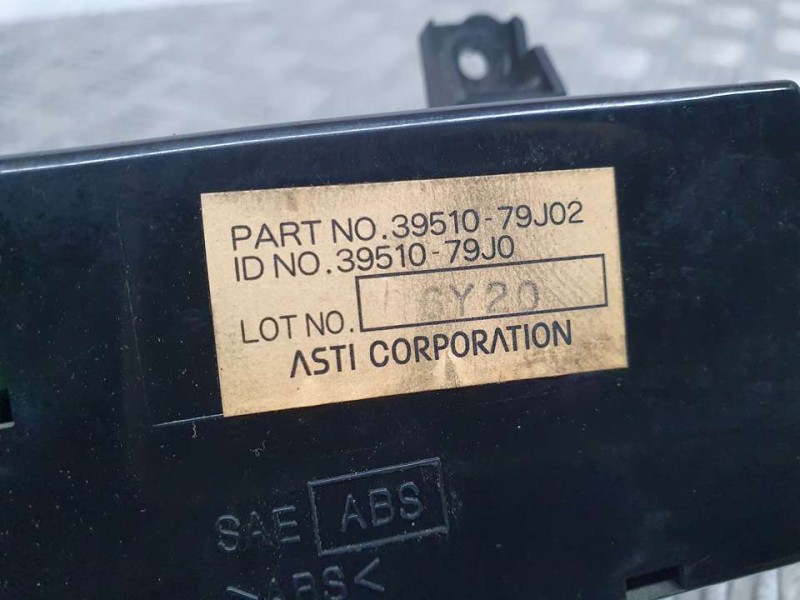 PART NO. 39510-79J02
ID NO. 39510-79J0
LOT NO. 6Y20
ASTI CORPORATION
SAE ABS
>ABS<